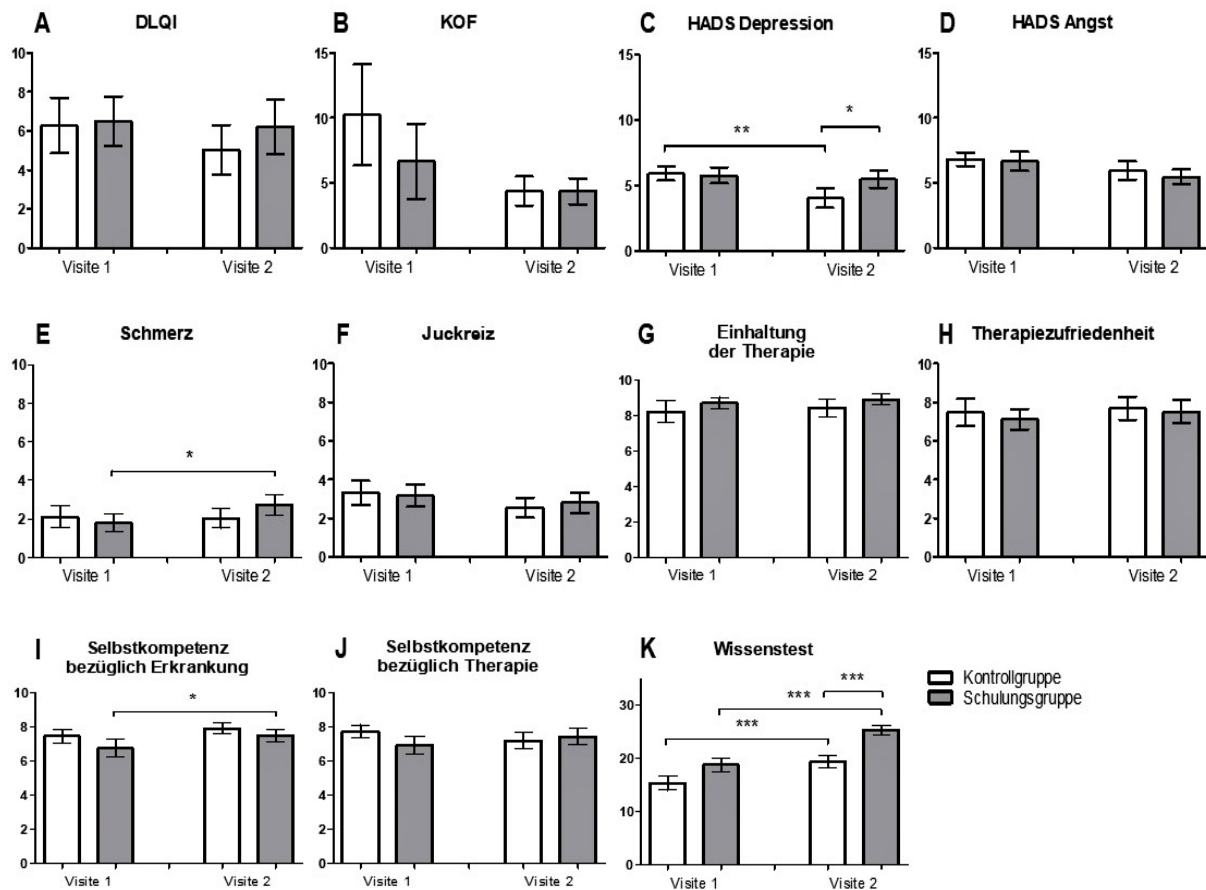 A DLQI
10
8
6
4
2
0
Visite 1 Visite 2
B KOF
15
10
5
0
Visite 1 Visite 2
C HADS Depression
15
10
5
0
** *
Visite 1 Visite 2
D HADS Angst
15
10
5
0
Visite 1 Visite 2
E Schmerz
10
8
6
4
2
0
*
Visite 1 Visite 2
F Juckreiz
10
8
6
4
2
0
Visite 1 Visite 2
G Einhaltung
der Therapie
10
8
6
4
2
0
Visite 1 Visite 2
H Therapiezufriedenheit
10
8
6
4
2
0
Visite 1 Visite 2
I Selbstkompetenz
bezüglich Erkrankung
10
8
6
4
2
0
*
Visite 1 Visite 2
J Selbstkompetenz
bezüglich Therapie
10
8
6
4
2
0
Visite 1 Visite 2
K Wissenstest
30
20
10
0
***
***
***
Visite 1 Visite 2
Kontrollgruppe
Schulungsgruppe